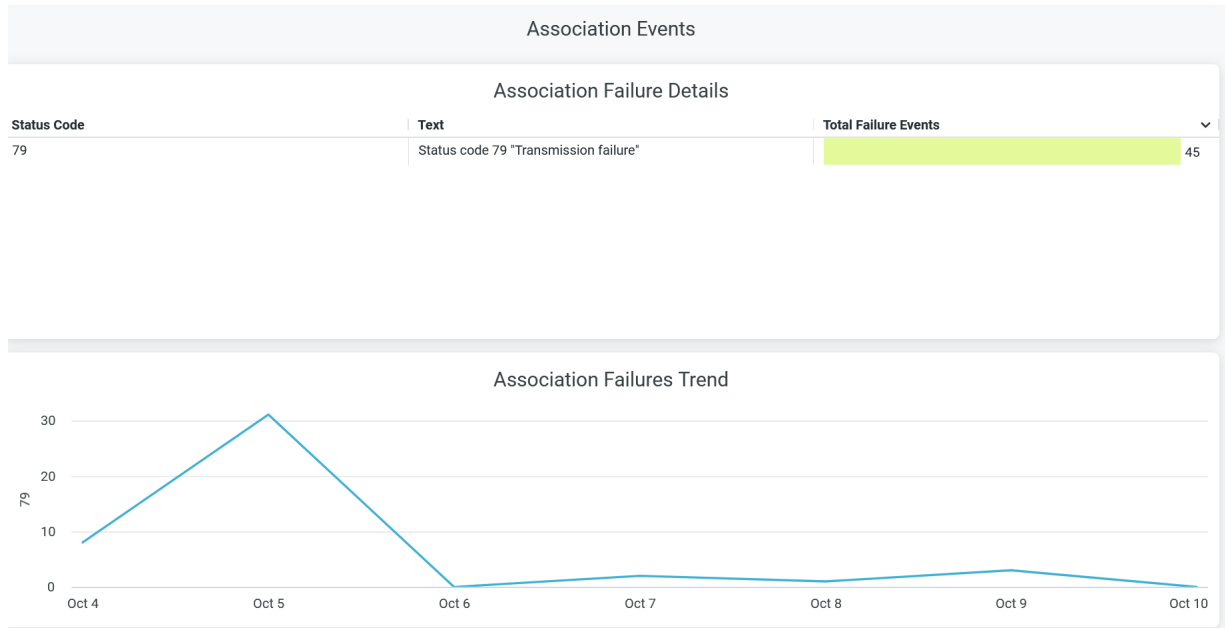 Association Events
Association Failure Details
Status Code Text Total Failure Events
79 Status code 79 "Transmission failure" 45
Association Failures Trend
30
20
79
10
0
Oct 4 Oct 5 Oct 6 Oct 7 Oct 8 Oct 9 Oct 10